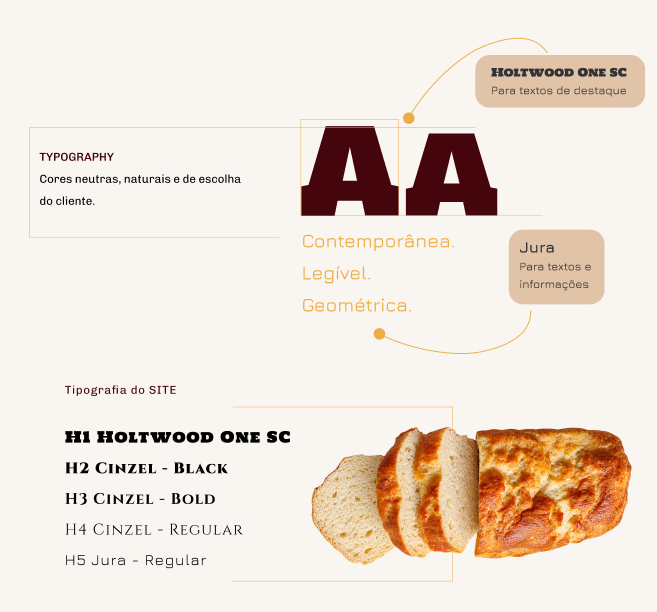 Holtwood One SC
Para textos de destaque
TYPOGRAPHY
Cores neutras, naturais e de escolha
do cliente.
AA
Contemporânea.
Legível.
Geométrica.
Jura
Para textos e
informações
Tipografia do SITE
H1 Holtwood One SC
H2 Cinzel - Black
H3 Cinzel - Bold
H4 Cinzel - Regular
H5 Jura - Regular